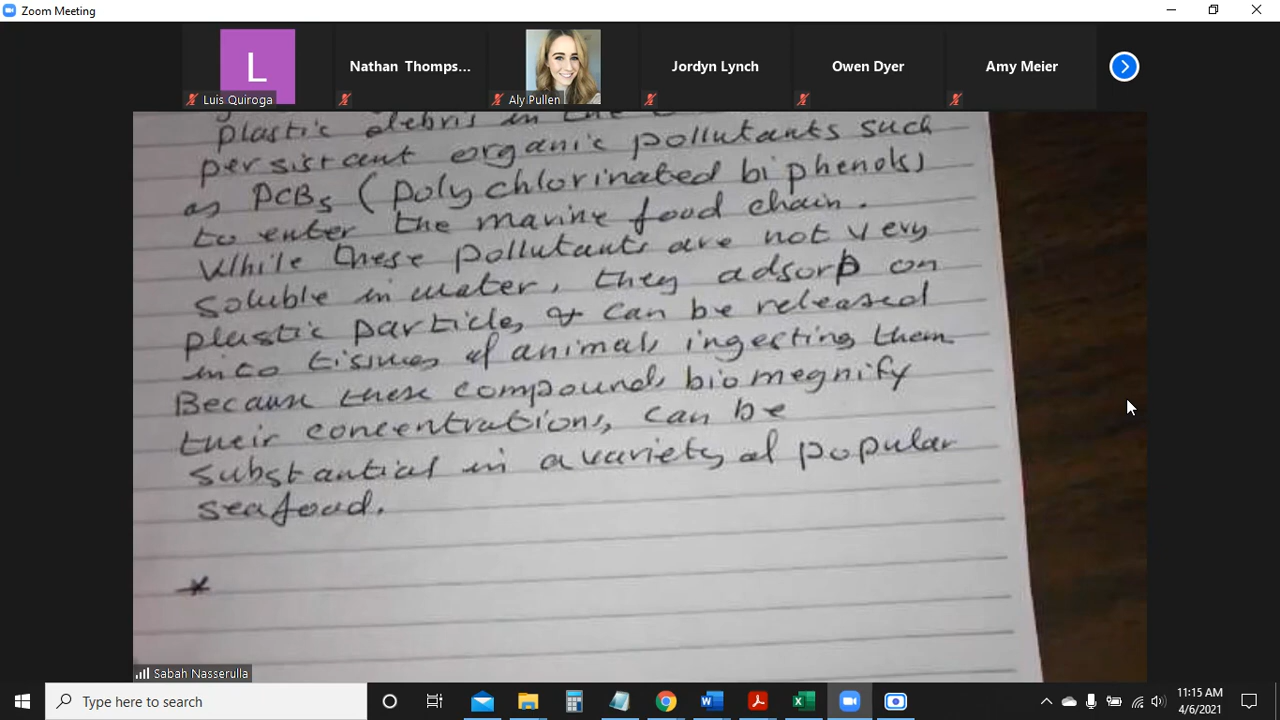 Zoom Meeting
L
Luis Quiroga
Nathan Thomps...
Aly Pullen
Jordyn Lynch
Owen Dyer
Amy Meier
plastic debris in the
persistant organic pollutants such
as PCBs (polychlorinated biphenols)
to enter the marine food chain.
While these pollutants are not very
soluble in water, they adsorb on
plastic particles & can be released
into tissues of animals ingesting them
Because these compounds biomegnify
their concentrations, can be
substantial in a variety of popular
seafood.
*
Sabah Nasserulla
Type here to search
11:15 AM
4/6/2021